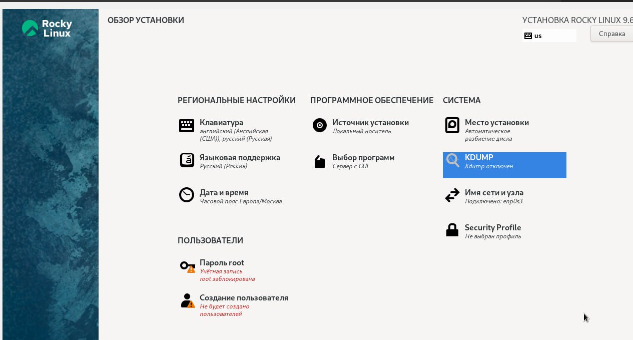 Rocky
Linux
ОБЗОР УСТАНОВКИ
УСТАНОВКА ROCKY LINUX 9.6
us
Справка
РЕГИОНАЛЬНЫЕ НАСТРОЙКИ
ПРОГРАММНОЕ ОБЕСПЕЧЕНИЕ
СИСТЕМА
Клавиатура
английский (Английская
(США)), русский (Русская)
Источник установки
Локальный носитель
Место установки
Автоматическое
разбиение диска
Языковая поддержка
Русский (Россия)
Выбор программ
Сервер с GUI
KDUMP
Kdump отключен
Дата и время
Часовой пояс Европа/Москва
Имя сети и узла
Подключено: enp0s3
ПОЛЬЗОВАТЕЛИ
Security Profile
Не выбран профиль
Пароль root
Учётная запись
root заблокирована
Создание пользователя
Не будет создано
пользователей